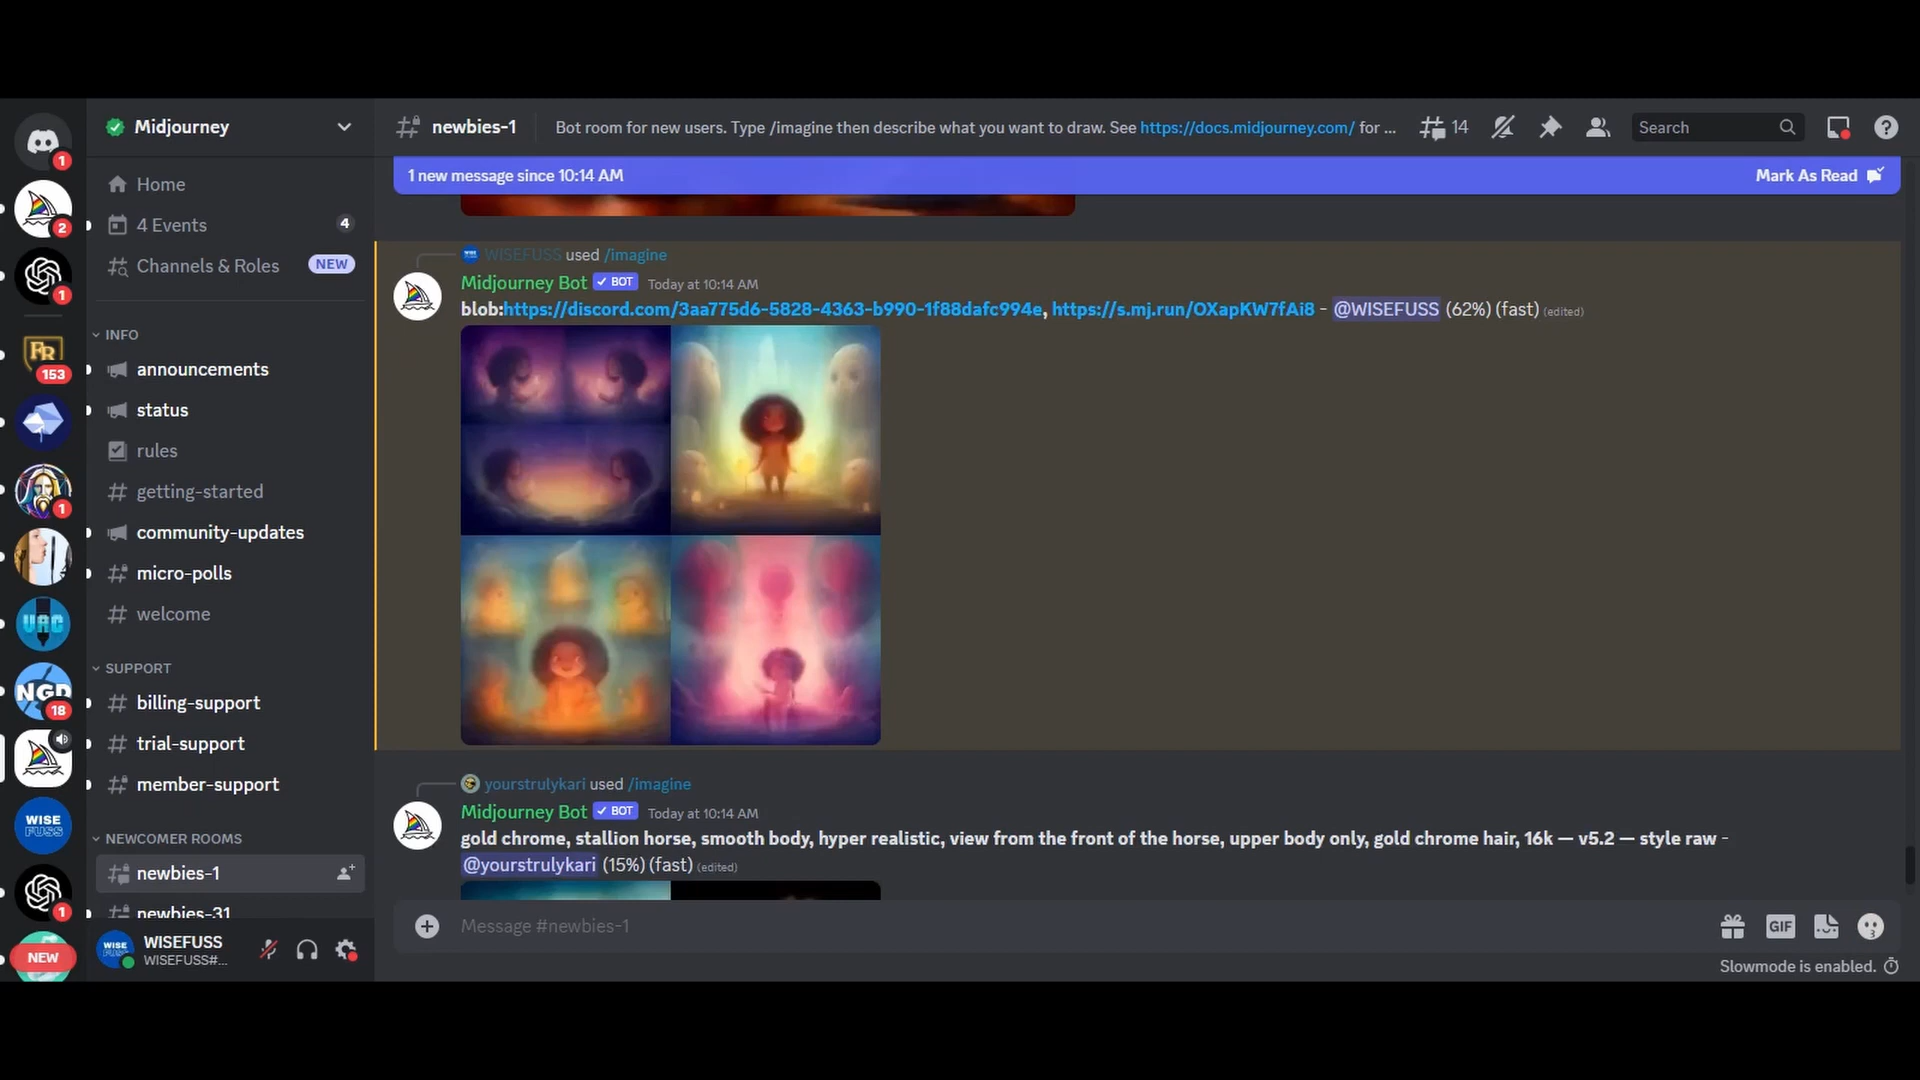 Midjourney
newbies-1
Bot room for new users. Type /imagine then describe what you want to draw. See https://docs.midjourney.com/ for ...
14
Search
1 new message since 10:14 AM
Mark As Read
1
2
1
FR
153
1
URC
NGD
18
WISE
FUSS
1
NEW
Home
4 Events
4
Channels & Roles
NEW
INFO
announcements
status
rules
getting-started
community-updates
micro-polls
welcome
SUPPORT
billing-support
trial-support
member-support
NEWCOMER ROOMS
newbies-1
newbies-31
WISE
FUSS
WISEFUSS
WISEFUSS#...
WISEFUSS used /imagine
Midjourney Bot BOT Today at 10:14 AM
blob:https://discord.com/3aa775d6-5828-4363-b990-1f88dafc994e, https://s.mj.run/OXapKW7fAi8 - @WISEFUSS (62%) (fast) (edited)
yourstrulykari used /imagine
Midjourney Bot BOT Today at 10:14 AM
gold chrome, stallion horse, smooth body, hyper realistic, view from the front of the horse, upper body only, gold chrome hair, 16k — v5.2 — style raw -
@yourstrulykari (15%) (fast) (edited)
Message #newbies-1
GIF
Slowmode is enabled.